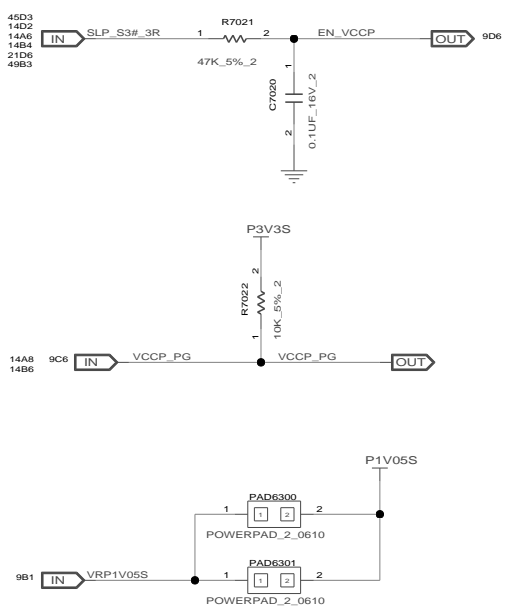 45D3
14D2
14A6
14B4
21D6
49B3
IN SLP_S3#_3R 1 R7021 2 EN_VCCP OUT 9D6
47K_5%_2
1
C7020
0.1UF_16V_2
2
P3V3S
2
R7022
10K_5%_2
1
14A8 9C6 IN VCCP_PG VCCP_PG OUT
14B6
P1V05S
PAD6300
1 1 2 2
POWERPAD_2_0610
PAD6301
9B1 IN VRP1V05S 1 1 2 2
POWERPAD_2_0610